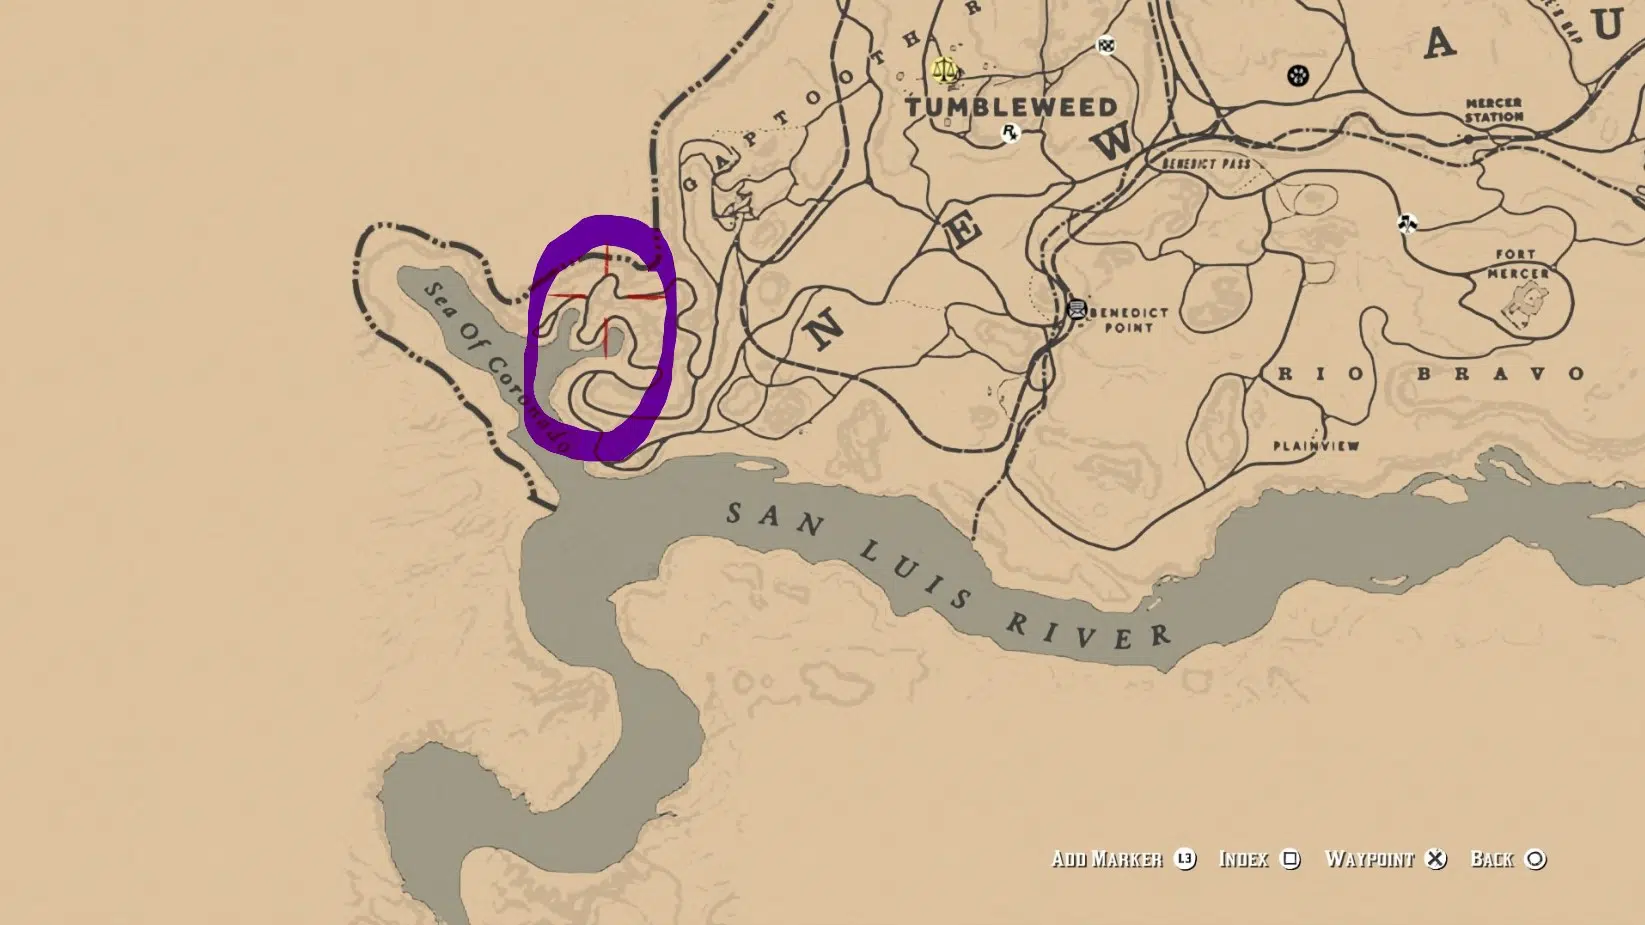 A
U
TUMBLEWEED
MERCER
STATION
GAPTOOTH R
W
BENEDICT PASS
E
N
FORT
MERCER
BENEDICT
POINT
Sea Of Coronado
RIO BRAVO
PLAINVIEW
SAN LUIS RIVER
ADD MARKER L3 INDEX WAYPOINT BACK